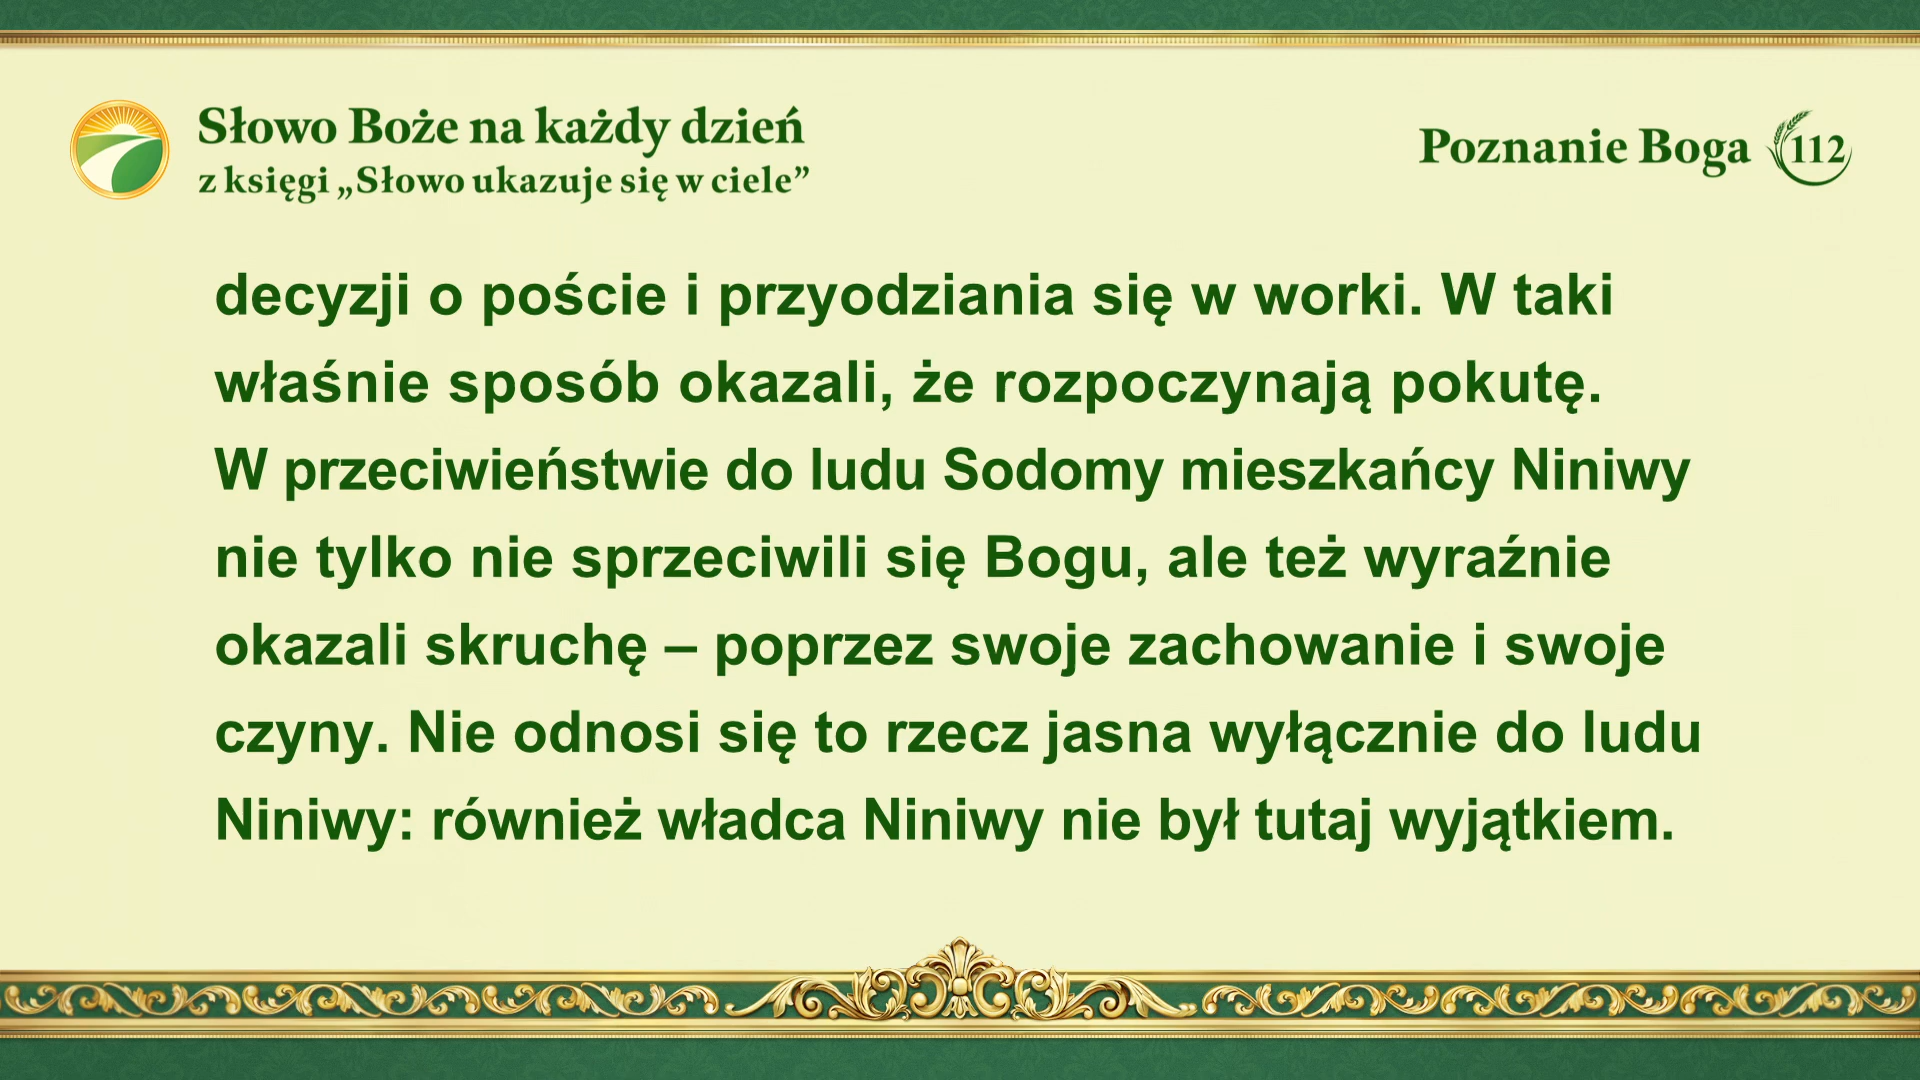 Słowo Boże na każdy dzień
z księgi „Słowo ukazuje się w ciele”
Poznanie Boga 112
decyzji o poście i przyodziania się w worki. W taki
właśnie sposób okazali, że rozpoczynają pokutę.
W przeciwieństwie do ludu Sodomy mieszkańcy Niniwy
nie tylko nie sprzeciwili się Bogu, ale też wyraźnie
okazali skruchę – poprzez swoje zachowanie i swoje
czyny. Nie odnosi się to rzecz jasna wyłącznie do ludu
Niniwy: również władca Niniwy nie był tutaj wyjątkiem.